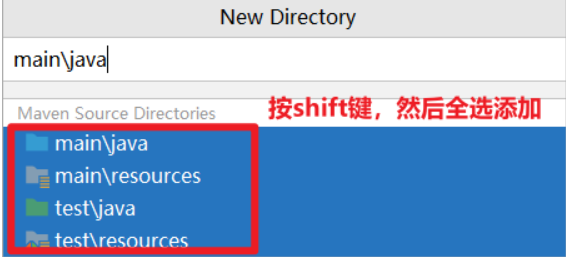 New Directory
main\java
Maven Source Directories
按shift键，然后全选添加
main\java
main\resources
test\java
test\resources